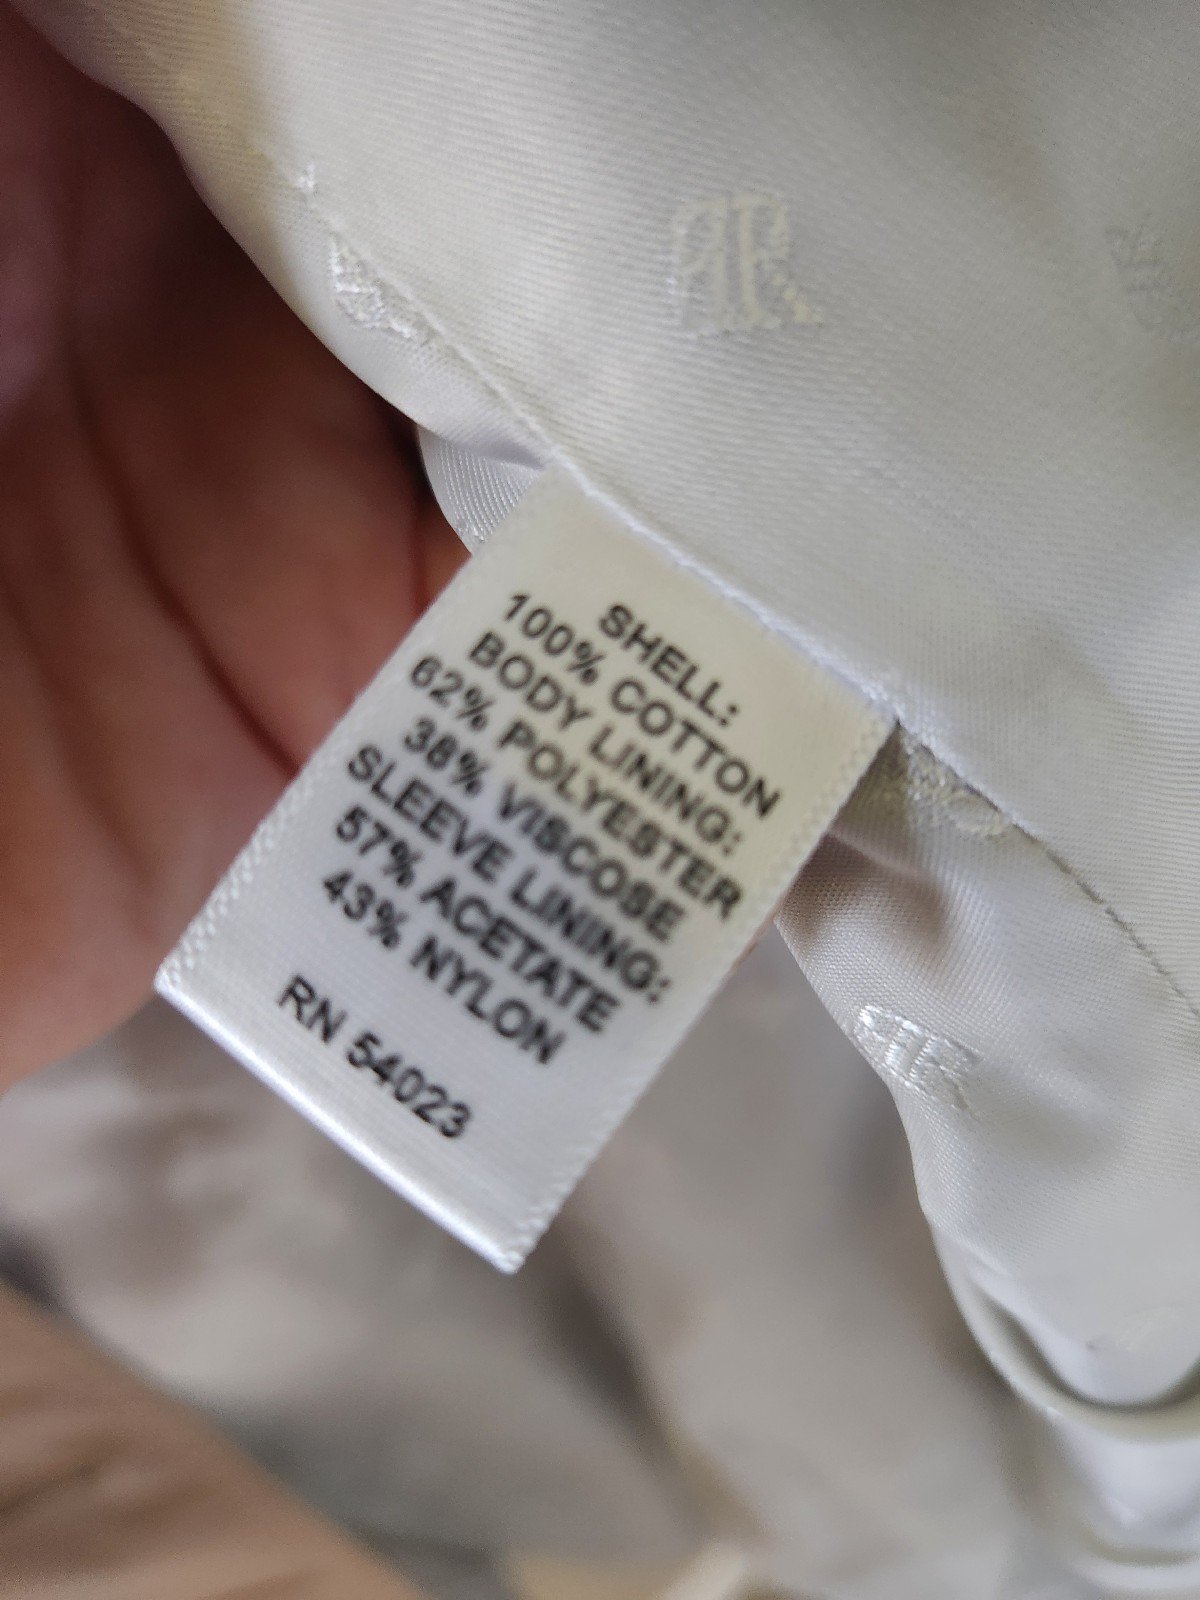 SHELL:
100% COTTON
BODY LINING:
62% POLYESTER
38% VISCOSE
SLEEVE LINING:
57% ACETATE
43% NYLON
RN 54023